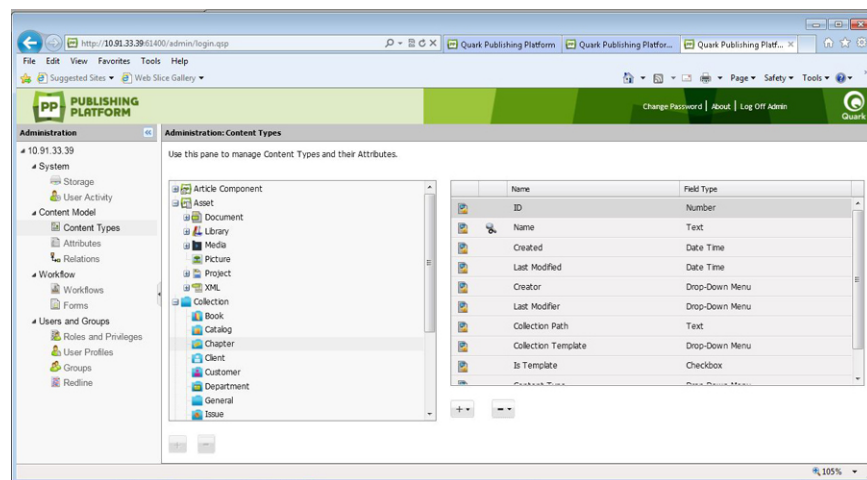 http://10.91.33.39:61400/admin/login.qsp
Quark Publishing Platform
Quark Publishing Platfor...
Quark Publishing Platf...
File Edit View Favorites Tools Help
Suggested Sites Web Slice Gallery
Page Safety Tools
PP PUBLISHING PLATFORM
Change Password | About | Log Off Admin
Quark
Administration
Administration: Content Types
10.91.33.39
System
Storage
User Activity
Content Model
Content Types
Attributes
Relations
Workflow
Workflows
Forms
Users and Groups
Roles and Privileges
User Profiles
Groups
Redline
Use this pane to manage Content Types and their Attributes.
Article Component
Asset
Document
Library
Media
Picture
Project
XML
Collection
Book
Catalog
Chapter
Client
Customer
Department
General
Issue
Name Field Type
ID Number
Name Text
Created Date Time
Last Modified Date Time
Creator Drop-Down Menu
Last Modifier Drop-Down Menu
Collection Path Text
Collection Template Drop-Down Menu
Is Template Checkbox
Content Type Drop-Down Menu
105%